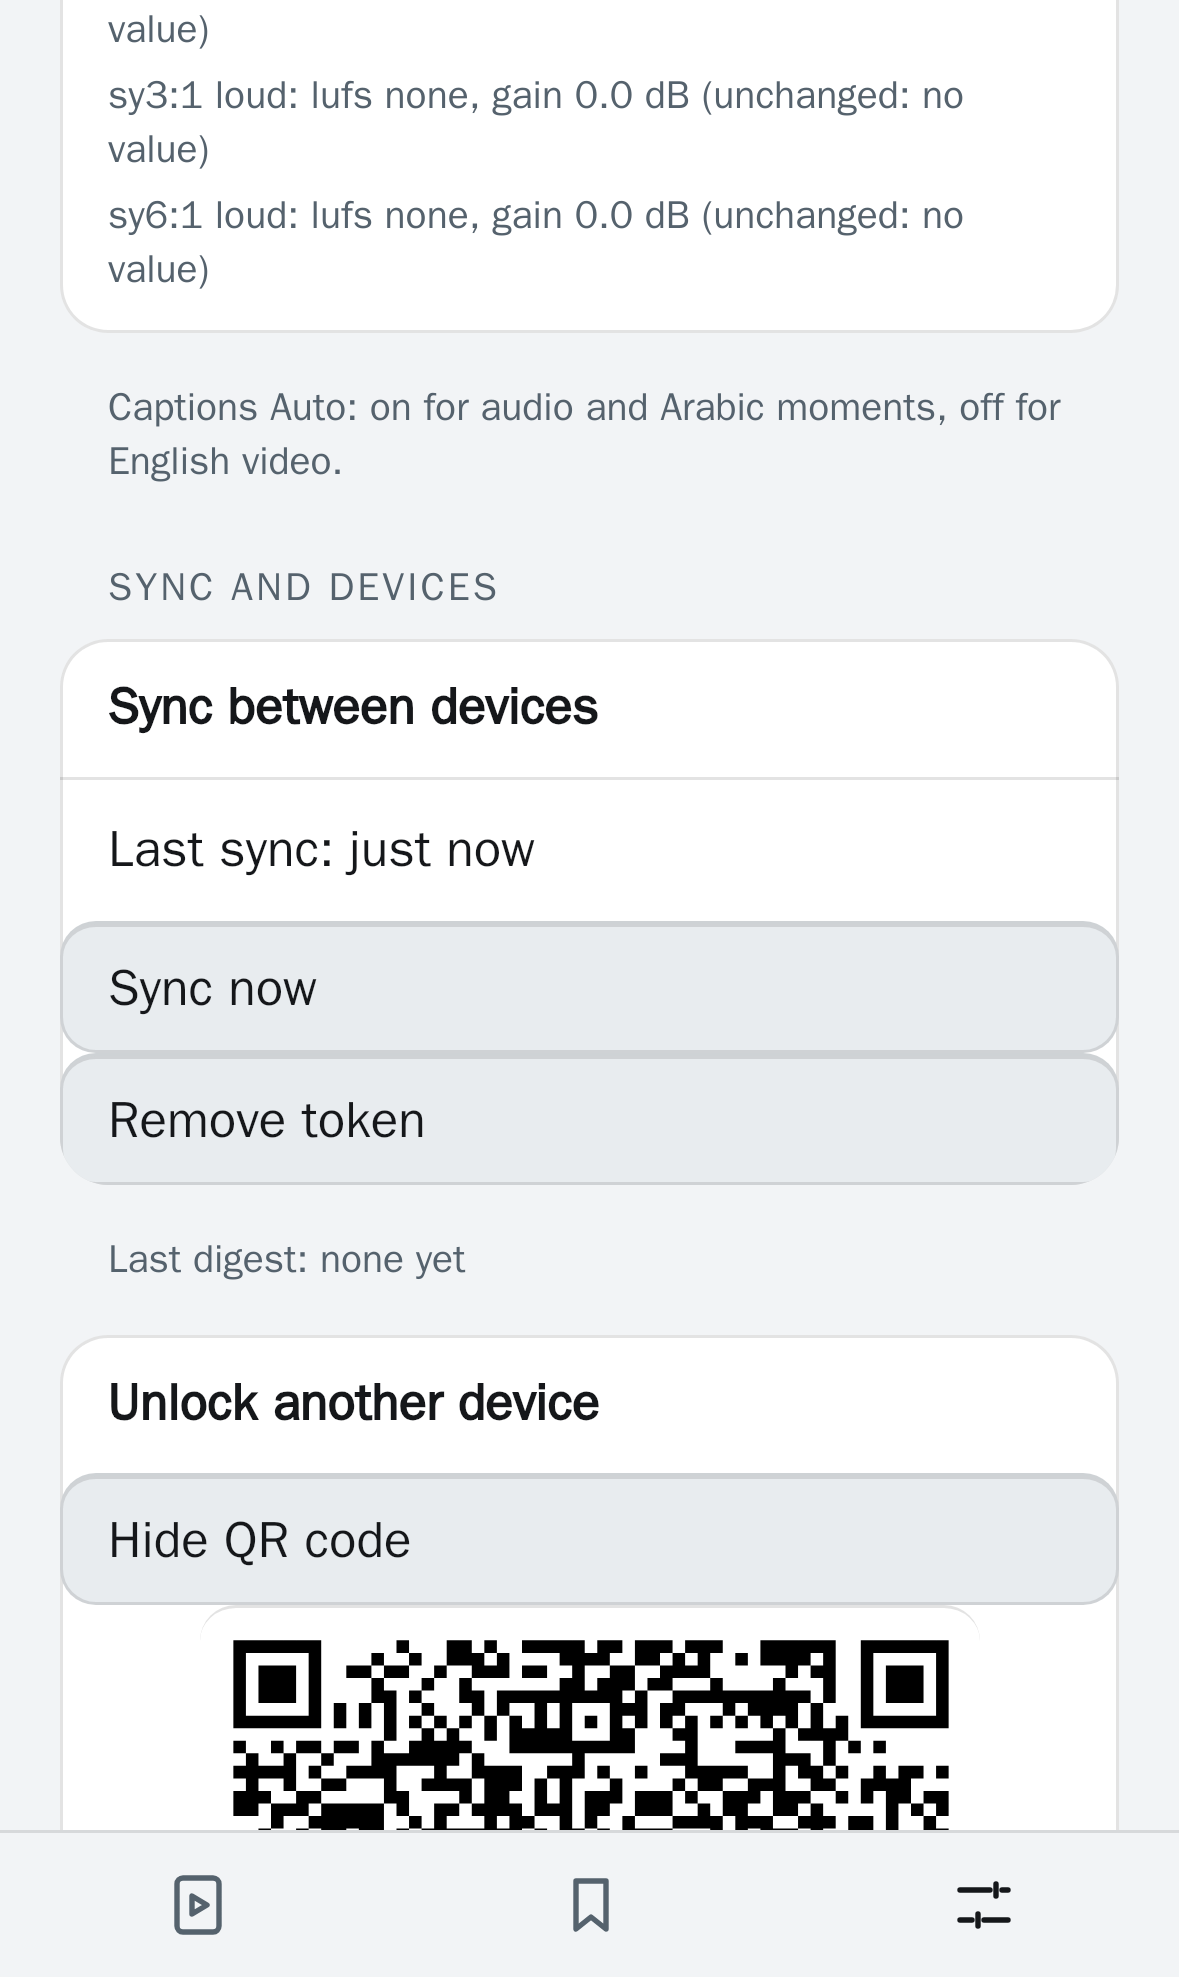 value)
sy3:1 loud: lufs none, gain 0.0 dB (unchanged: no
value)
sy6:1 loud: lufs none, gain 0.0 dB (unchanged: no
value)
Captions Auto: on for audio and Arabic moments, off for
English video.
SYNC AND DEVICES
Sync between devices
Last sync: just now
Sync now
Remove token
Last digest: none yet
Unlock another device
Hide QR code